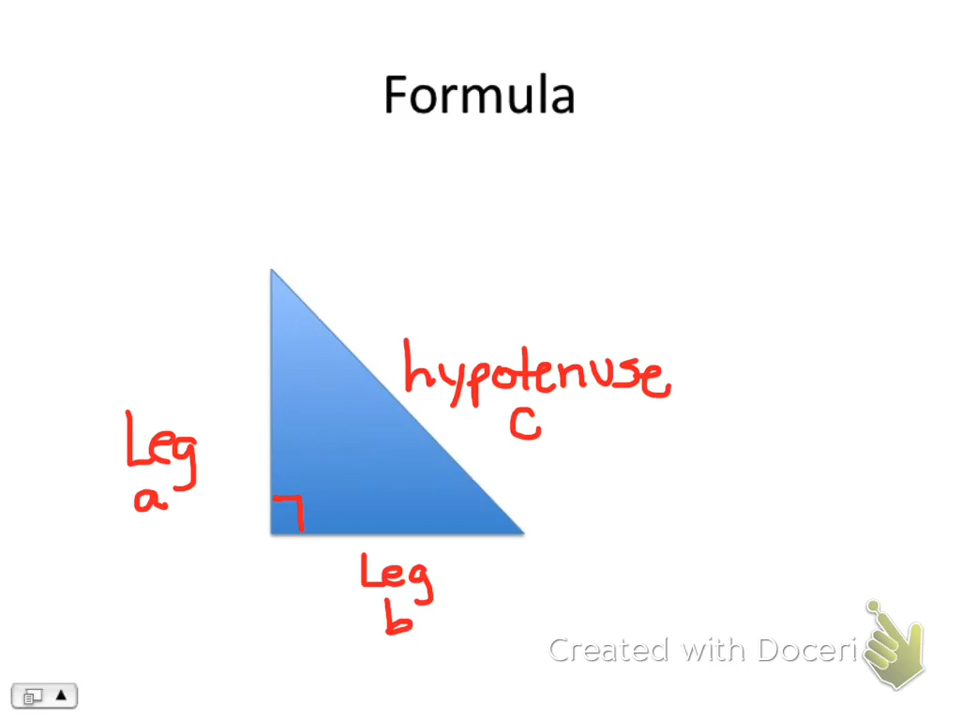 Formula
hypotenuse
c
Leg
a
Leg
b
Created with Doceri